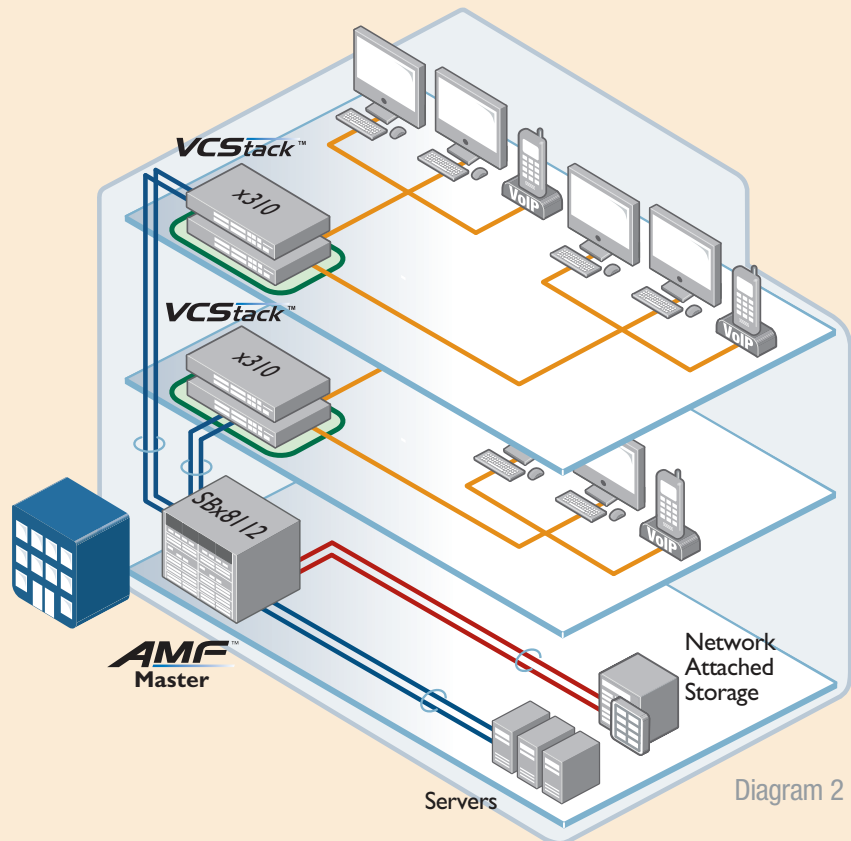 VCStack™
x310
VoIP
VoIP
VCStack™
x310
VoIP
SBx8112
AMF™
Master
Network
Attached
Storage
Servers
Diagram 2